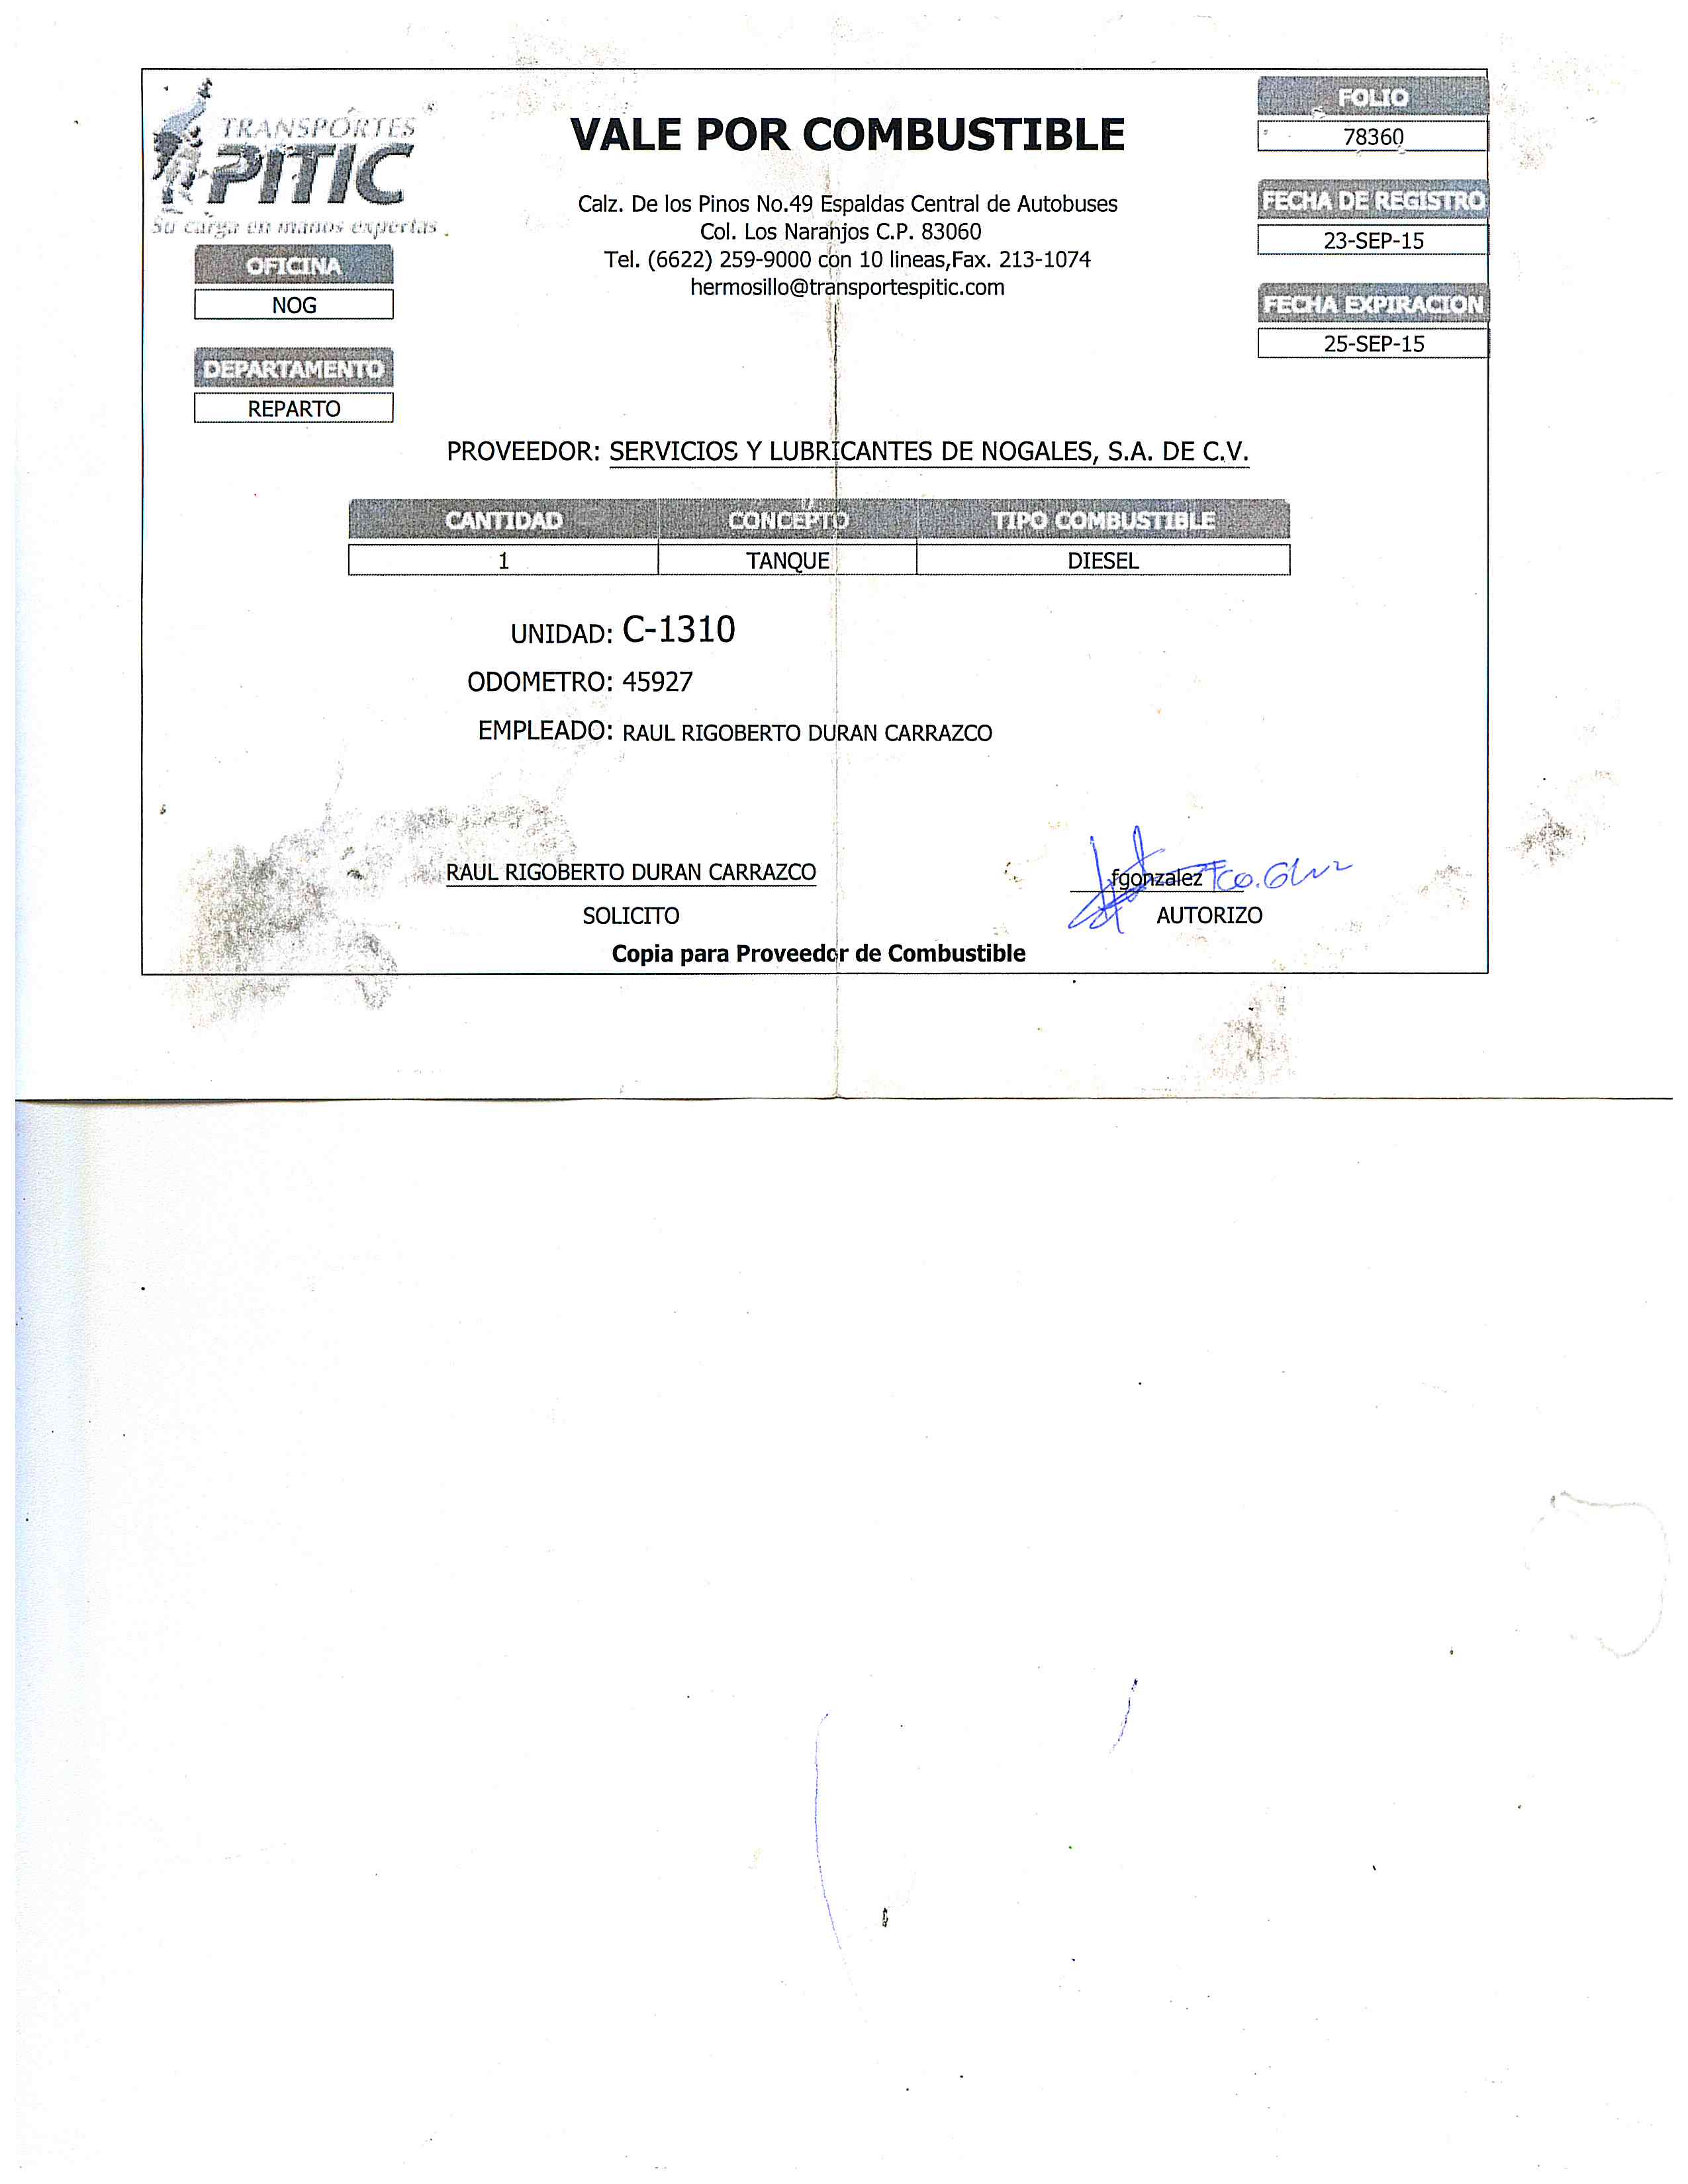 TRANSPORTES
PITIC
Su carga en manos expertas
VALE POR COMBUSTIBLE
Calz. De los Pinos No.49 Espaldas Central de Autobuses
Col. Los Naranjos C.P. 83060
Tel. (6622) 259-9000 con 10 lineas,Fax. 213-1074
hermosillo@transportespitic.com
FOLIO
78360
FECHA DE REGISTRO
23-SEP-15
FECHA EXPIRACION
25-SEP-15
OFICINA
NOG
DEPARTAMENTO
REPARTO
PROVEEDOR: SERVICIOS Y LUBRICANTES DE NOGALES, S.A. DE C.V.
CANTIDAD CONCEPTO TIPO COMBUSTIBLE
1 TANQUE DIESEL
UNIDAD: C-1310
ODOMETRO: 45927
EMPLEADO: RAUL RIGOBERTO DURAN CARRAZCO
RAUL RIGOBERTO DURAN CARRAZCO
SOLICITO
fgonzalez Fco.
AUTORIZO
Copia para Proveedor de Combustible